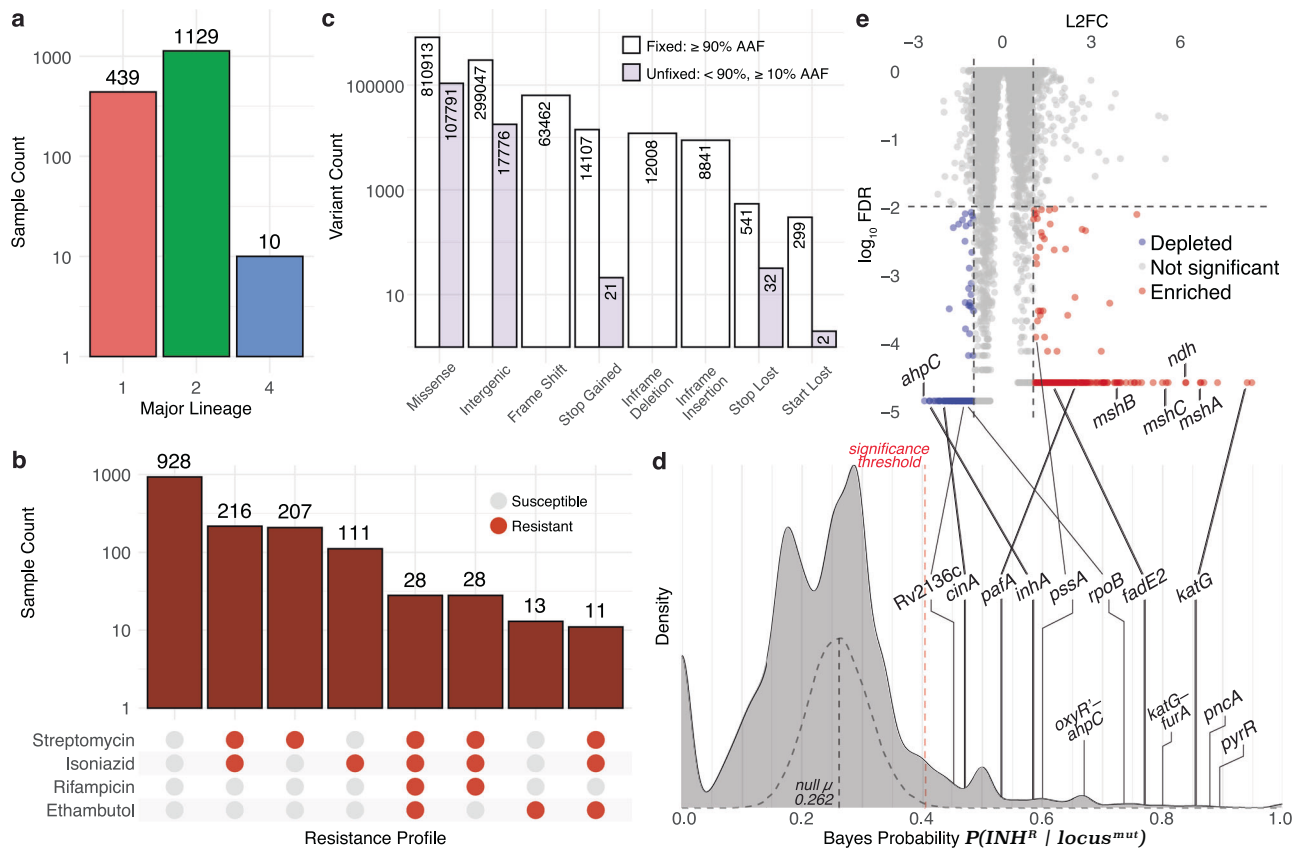 a
Sample Count
1000
100
10
1
439
1129
10
1
2
4
Major Lineage
b
Sample Count
1000
100
10
1
928
216
207
111
28
28
13
11
Susceptible
Resistant
Streptomycin
Isoniazid
Rifampicin
Ethambutol
Resistance Profile
c
Variant Count
100000
1000
10
Fixed: ≥ 90% AAF
Unfixed: < 90%, ≥ 10% AAF
810913
107791
299047
17776
63462
14107
21
12008
8841
541
32
299
2
Missense
Intergenic
Frame Shift
Stop Gained
Inframe
Deletion
Inframe
Insertion
Stop Lost
Start Lost
e
L2FC
−3
0
3
6
log10 FDR
0
−1
−2
−3
−4
−5
Depleted
Not significant
Enriched
ahpC
ndh
mshB
mshC
mshA
d
significance
threshold
Density
Rv2136c
cinA
pafA
inhA
pssA
rpoB
fadE2
katG
oxyR'–
ahpC
katG–
furA
pncA
pyrR
null μ
0.262
0.0
0.2
0.4
0.6
0.8
1.0
Bayes Probability P(INH^R | locus^mut)